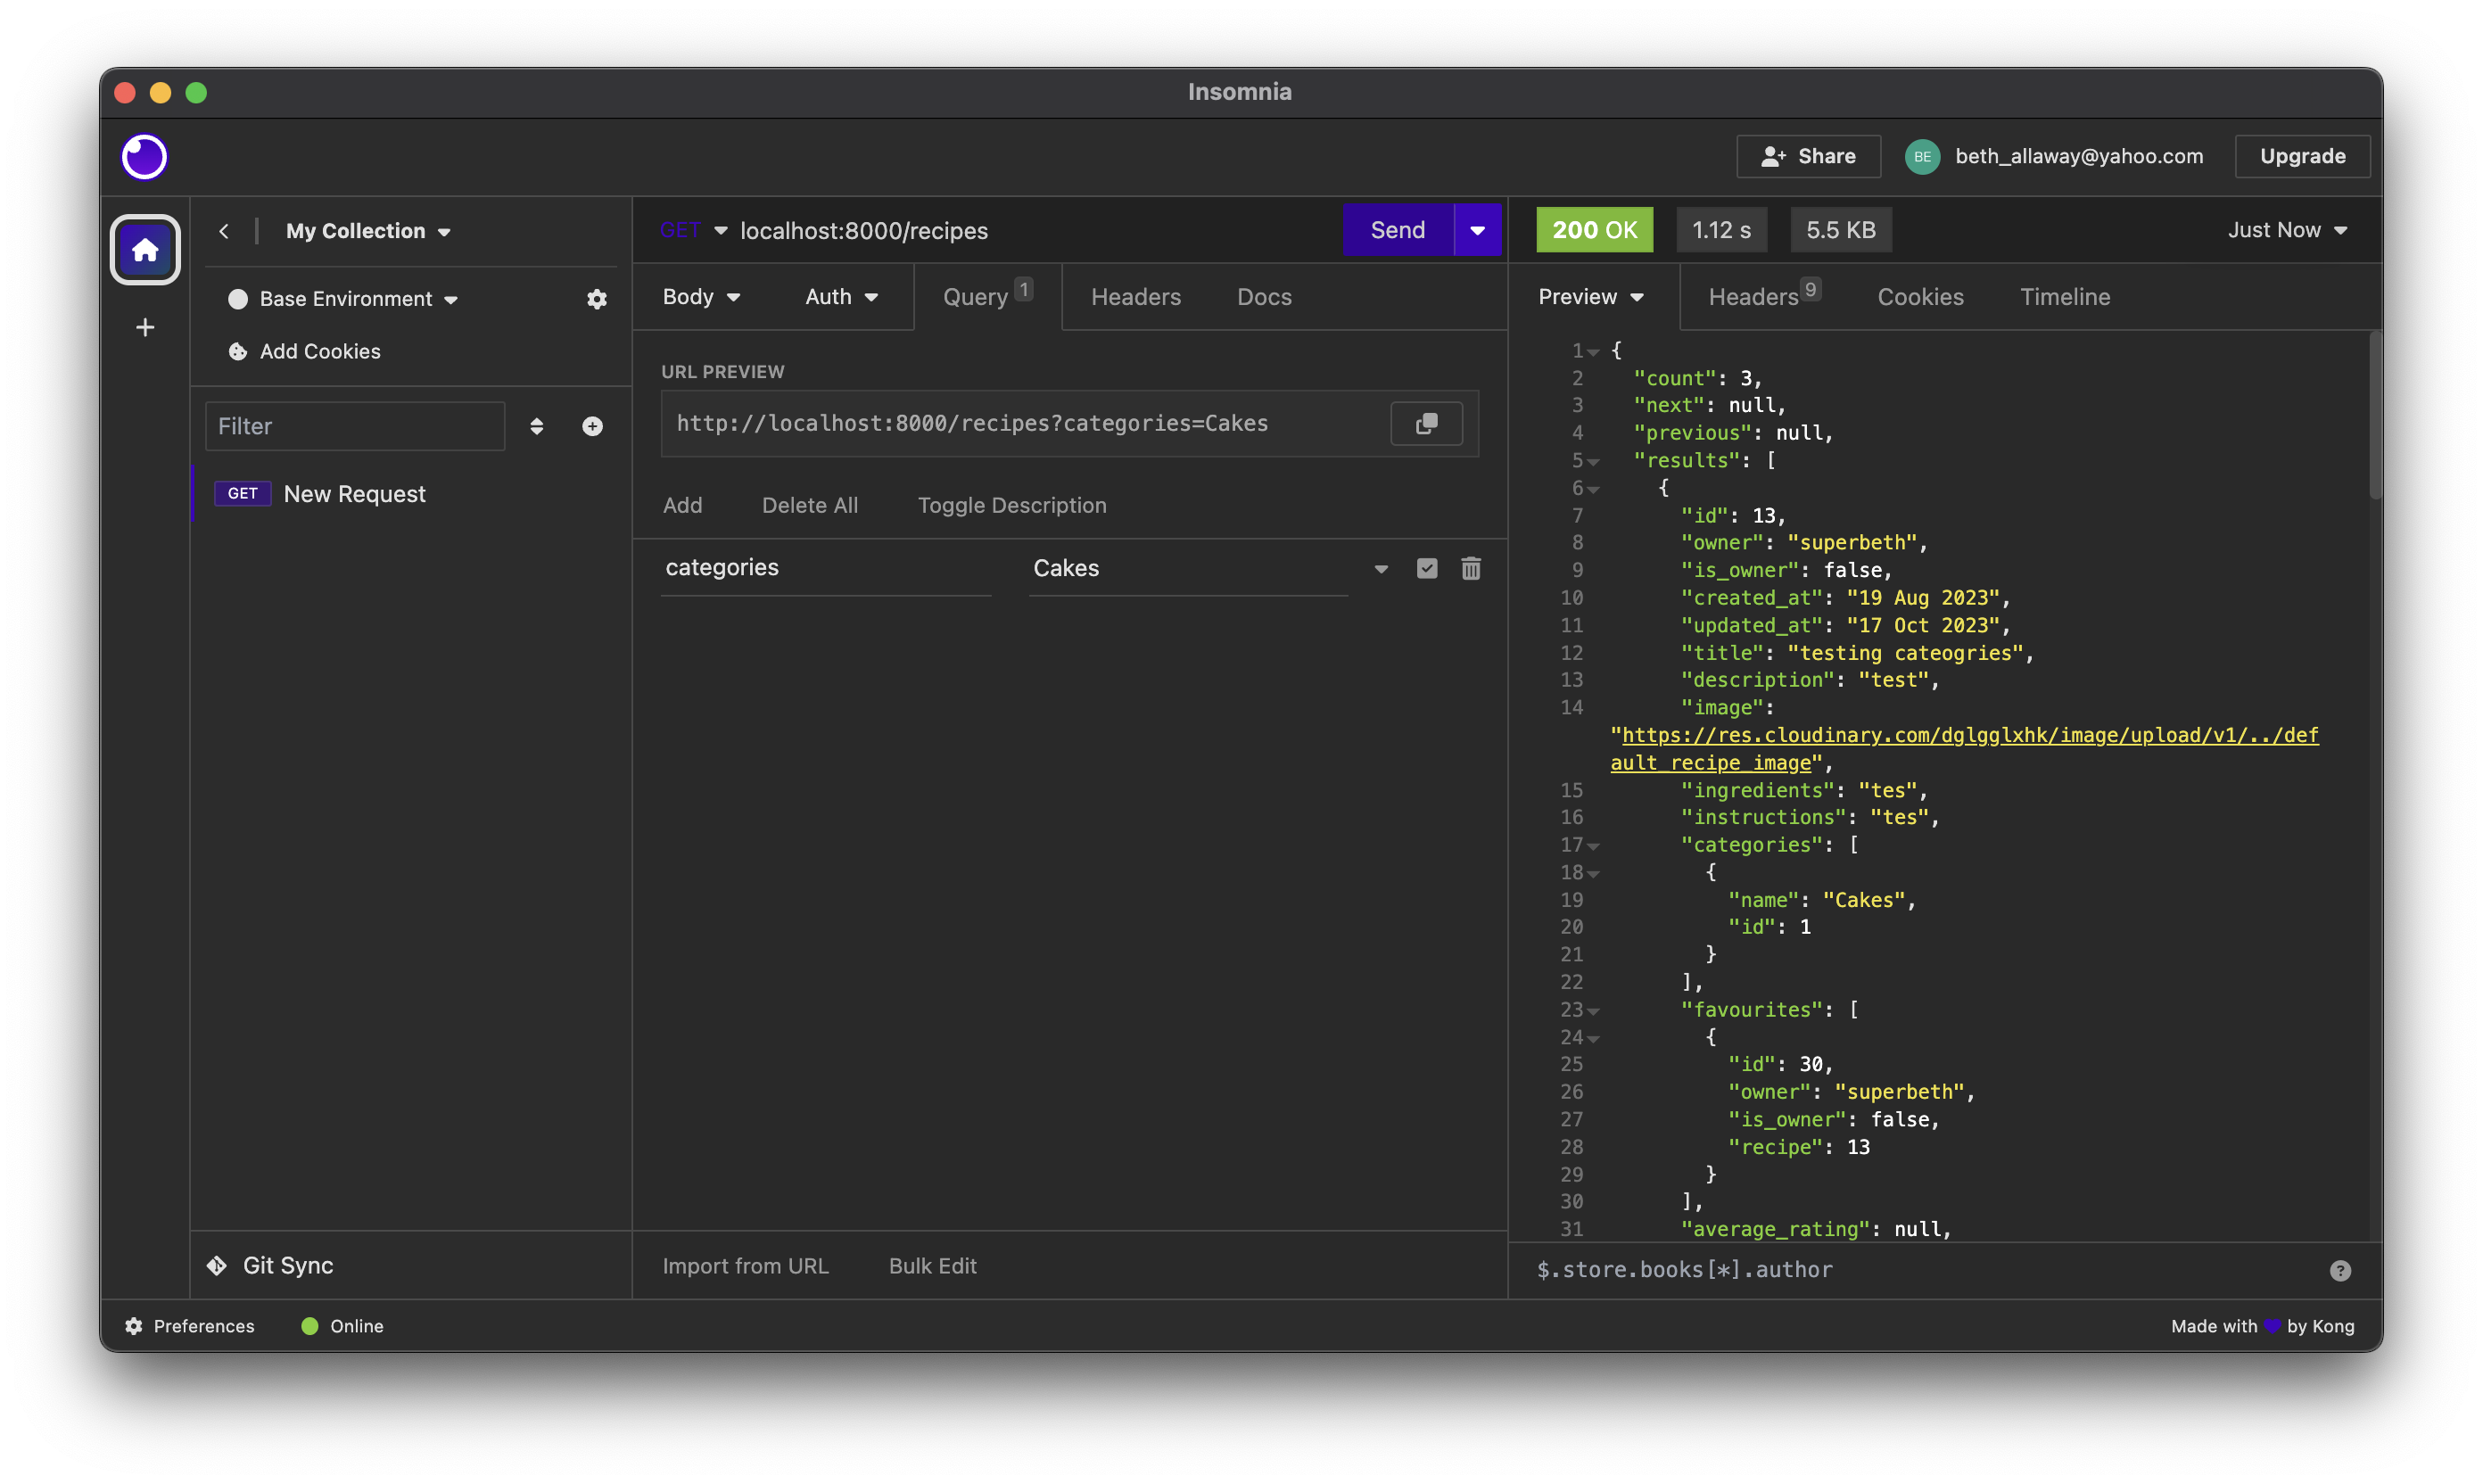 Insomnia
Share
BE
beth_allaway@yahoo.com
Upgrade
My Collection
Base Environment
Add Cookies
Filter
GET New Request
Git Sync
GET localhost:8000/recipes
Send
Body
Auth
Query 1
Headers
Docs
URL PREVIEW
http://localhost:8000/recipes?categories=Cakes
Add
Delete All
Toggle Description
categories
Cakes
Import from URL
Bulk Edit
200 OK
1.12 s
5.5 KB
Just Now
Preview
Headers 9
Cookies
Timeline
1 {
2 "count": 3,
3 "next": null,
4 "previous": null,
5 "results": [
6 {
7 "id": 13,
8 "owner": "superbeth",
9 "is_owner": false,
10 "created_at": "19 Aug 2023",
11 "updated_at": "17 Oct 2023",
12 "title": "testing cateogries",
13 "description": "test",
14 "image":
"https://res.cloudinary.com/dglgglxhk/image/upload/v1/../def
ault_recipe_image",
15 "ingredients": "tes",
16 "instructions": "tes",
17 "categories": [
18 {
19 "name": "Cakes",
20 "id": 1
21 }
22 ],
23 "favourites": [
24 {
25 "id": 30,
26 "owner": "superbeth",
27 "is_owner": false,
28 "recipe": 13
29 }
30 ],
31 "average_rating": null,
$.store.books[*].author
?
Preferences
Online
Made with by Kong